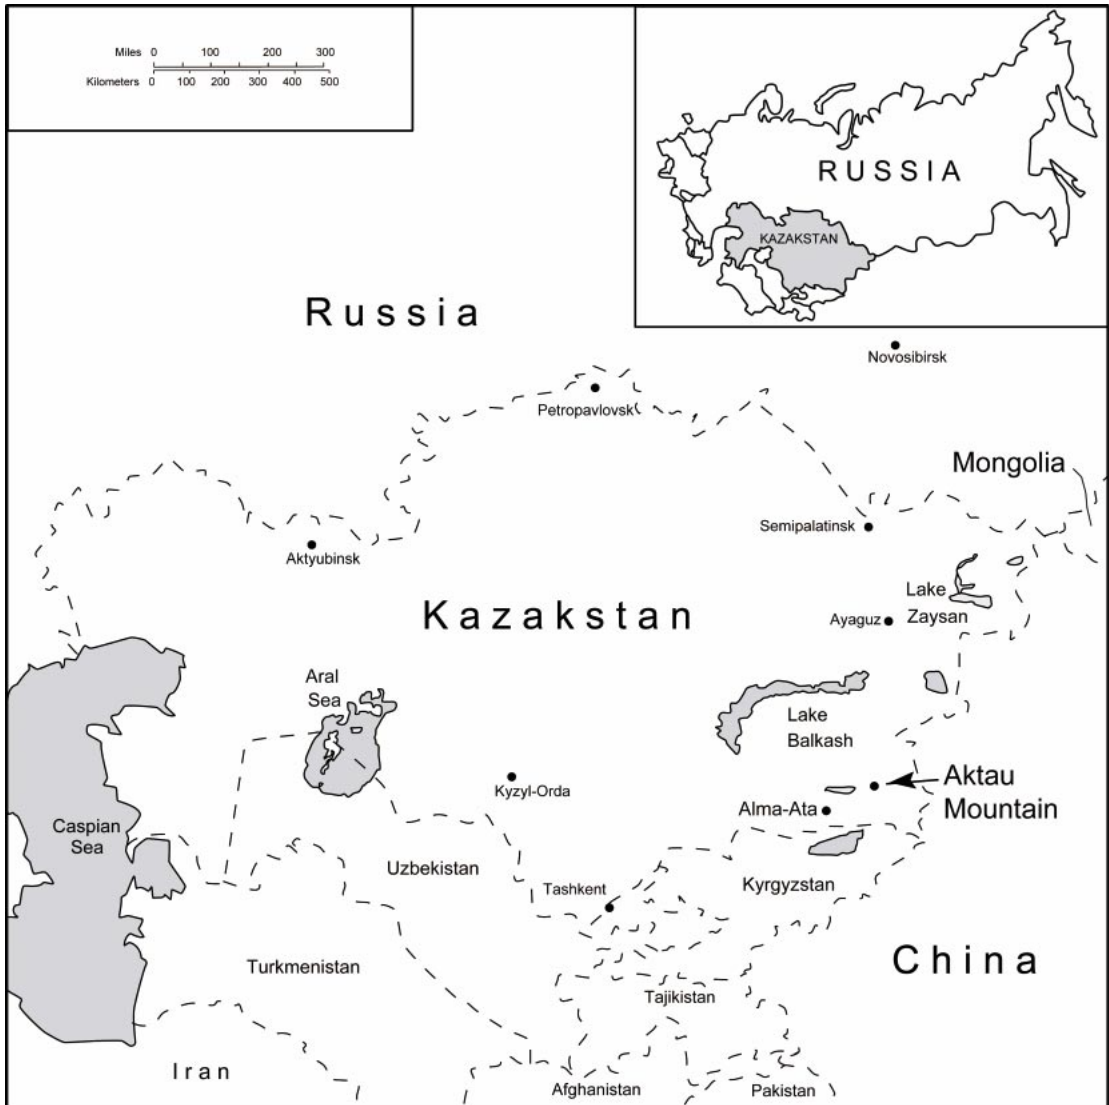 Miles 0 100 200 300
Kilometers 0 100 200 300 400 500
RUSSIA
KAZAKSTAN
Russia
Novosibirsk
Petropavlovsk
Mongolia
Semipalatinsk
Aktyubinsk
Lake
Zaysan
Kazakstan
Ayaguz
Aral
Sea
Lake
Balkash
Kyzyl-Orda
Aktau
Mountain
Alma-Ata
Caspian
Sea
Uzbekistan
Tashkent
Kyrgyzstan
China
Turkmenistan
Tajikistan
Iran
Afghanistan
Pakistan